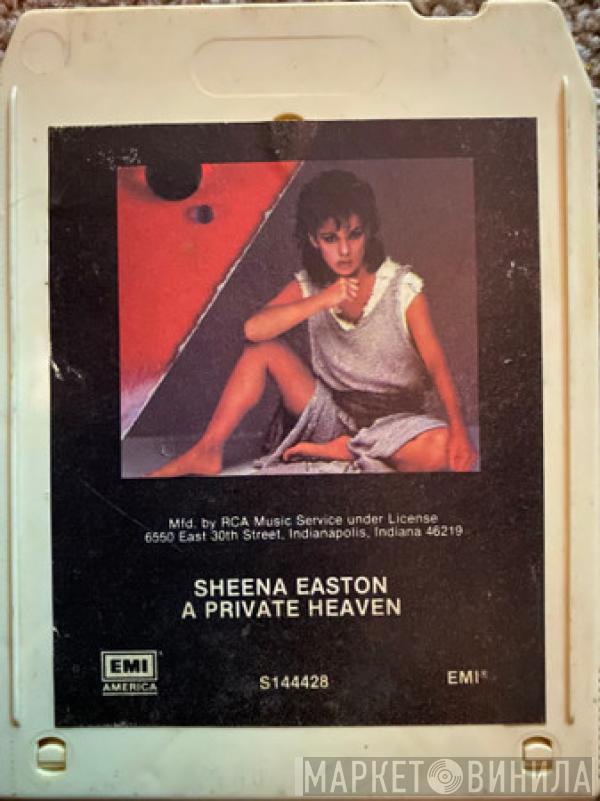 Mfd. by RCA Music Service under License
6550 East 30th Street, Indianapolis, Indiana 46219
SHEENA EASTON
A PRIVATE HEAVEN
EMI
AMERICA
S144428
EMI®
МАРКЕТ ВИНИЛА